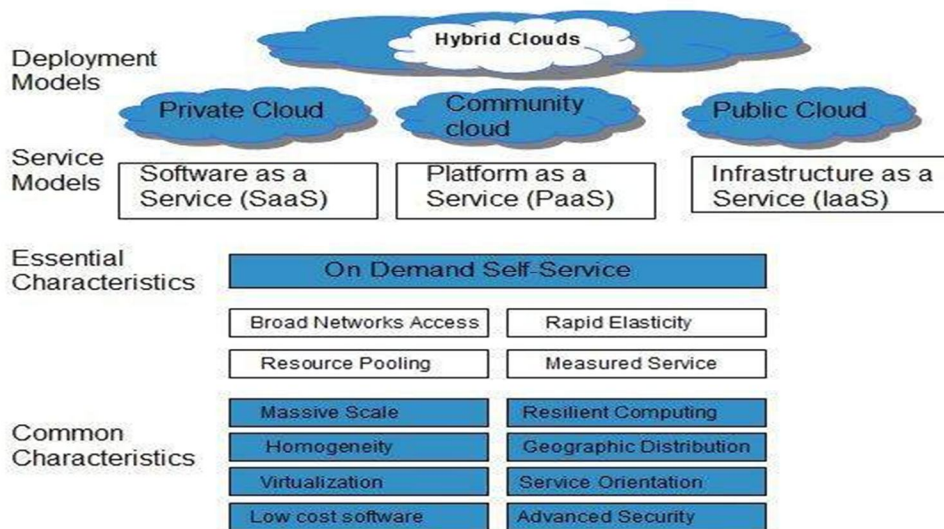 Hybrid Clouds
Deployment
Models
Private Cloud
Community
cloud
Public Cloud
Service
Models
Software as a
Service (SaaS)
Platform as a
Service (PaaS)
Infrastructure as a
Service (IaaS)
Essential
Characteristics
On Demand Self-Service
Broad Networks Access
Rapid Elasticity
Resource Pooling
Measured Service
Common
Characteristics
Massive Scale
Resilient Computing
Homogeneity
Geographic Distribution
Virtualization
Service Orientation
Low cost software
Advanced Security